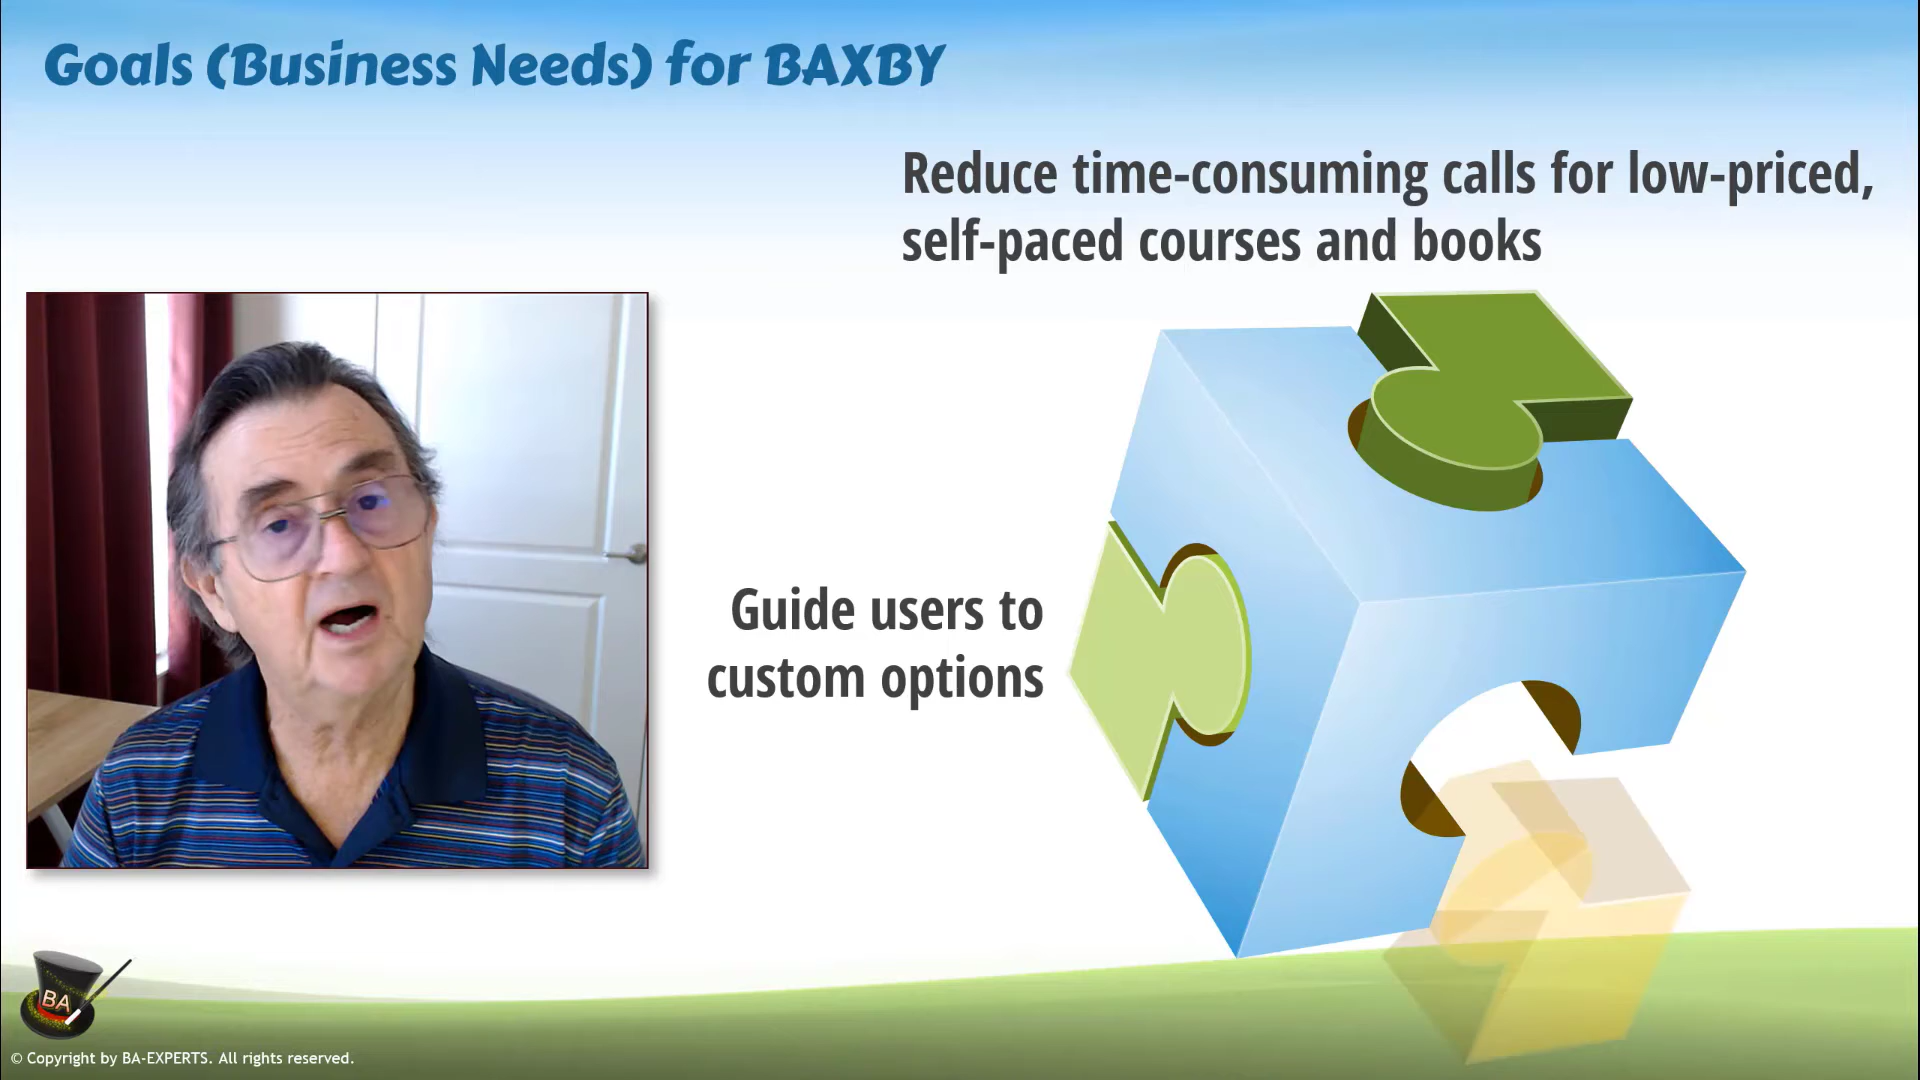 Goals (Business Needs) for BAXBY
Reduce time-consuming calls for low-priced,
self-paced courses and books
Guide users to
custom options
BA
© Copyright by BA-EXPERTS. All rights reserved.